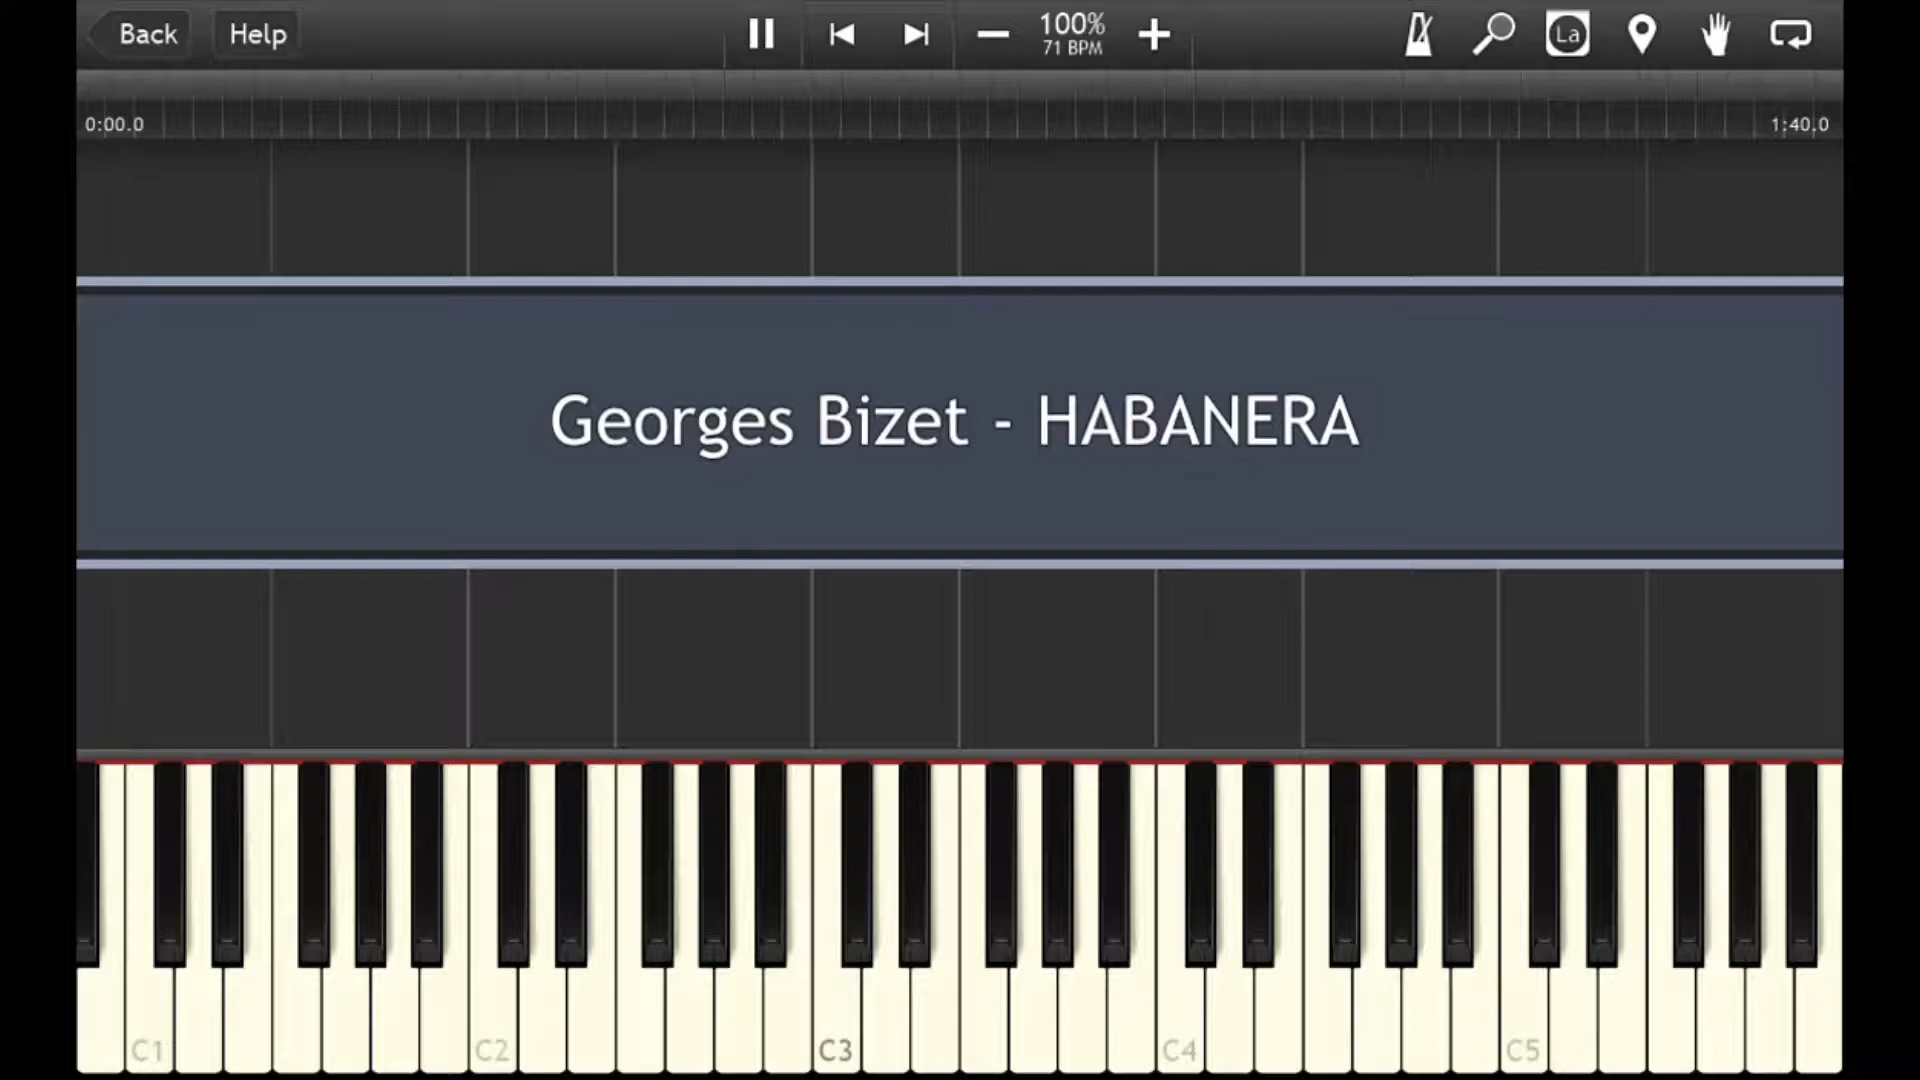 Back Help 100% La
71 BPM
0:00.0 1:40.0
Georges Bizet - HABANERA
C1 C2 C3 C4 C5